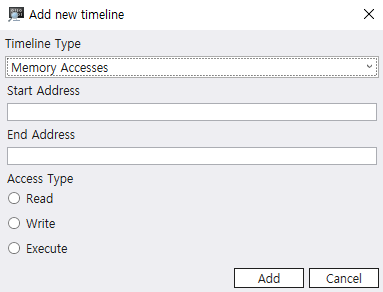 Add new timeline
Timeline Type
Memory Accesses
Start Address
End Address
Access Type
Read
Write
Execute
Add Cancel